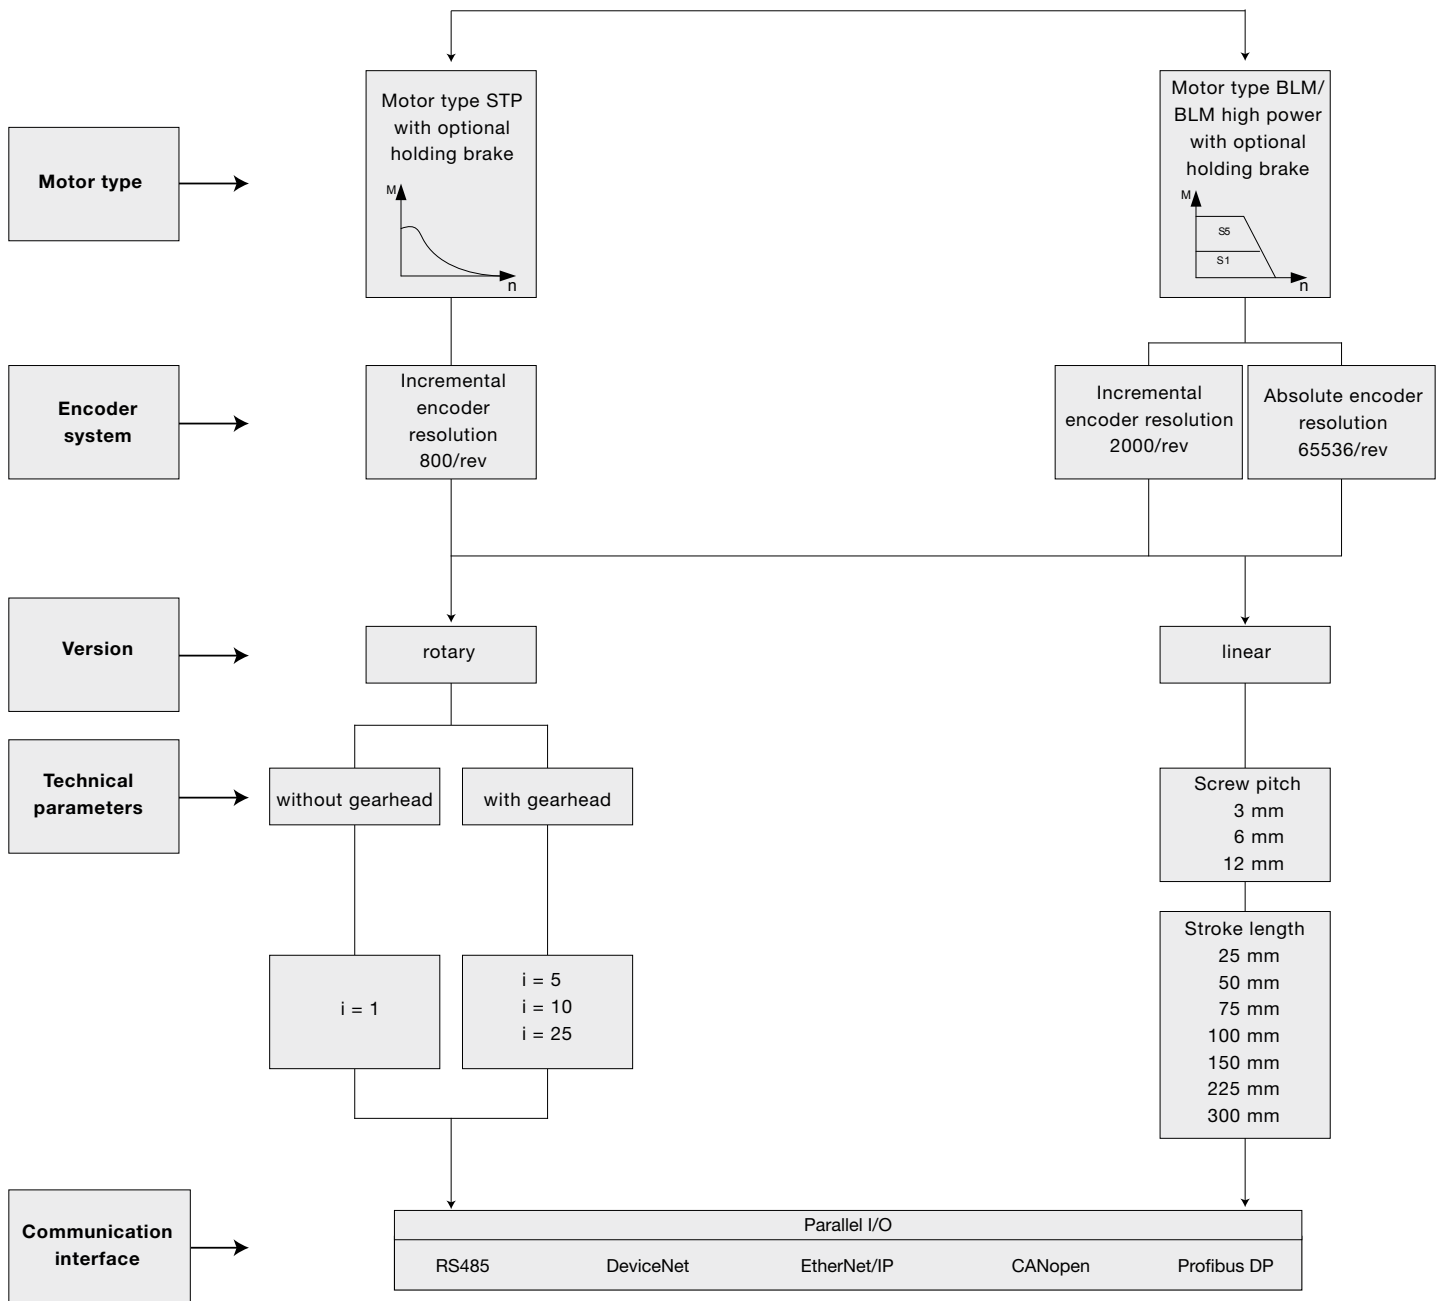 Motor type
Motor type STP
with optional
holding brake
M
n
Motor type BLM/
BLM high power
with optional
holding brake
M
S5
S1
n
Encoder
system
Incremental
encoder
resolution
800/rev
Incremental
encoder resolution
2000/rev
Absolute encoder
resolution
65536/rev
Version
rotary
linear
Technical
parameters
without gearhead
with gearhead
Screw pitch
3 mm
6 mm
12 mm
i = 1
i = 5
i = 10
i = 25
Stroke length
25 mm
50 mm
75 mm
100 mm
150 mm
225 mm
300 mm
Communication
interface
Parallel I/O
RS485 DeviceNet EtherNet/IP CANopen Profibus DP